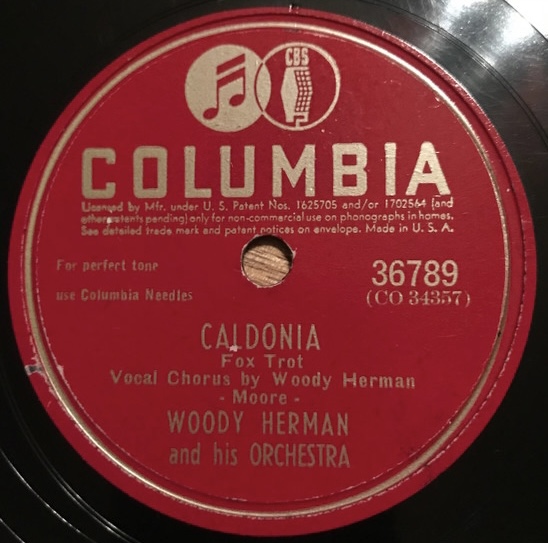 CBS
COLUMBIA
Licensed by Mfr. under U. S. Patent Nos. 1625705 and/or 1702564 (and
other patents pending) only for non-commercial use on phonographs in homes.
See detailed trade mark and patent notices on envelope. Made in U. S. A.
For perfect tone
use Columbia Needles
36789
(CO 34357)
CALDONIA
Fox Trot
Vocal Chorus by Woody Herman
- Moore -
WOODY HERMAN
and his ORCHESTRA